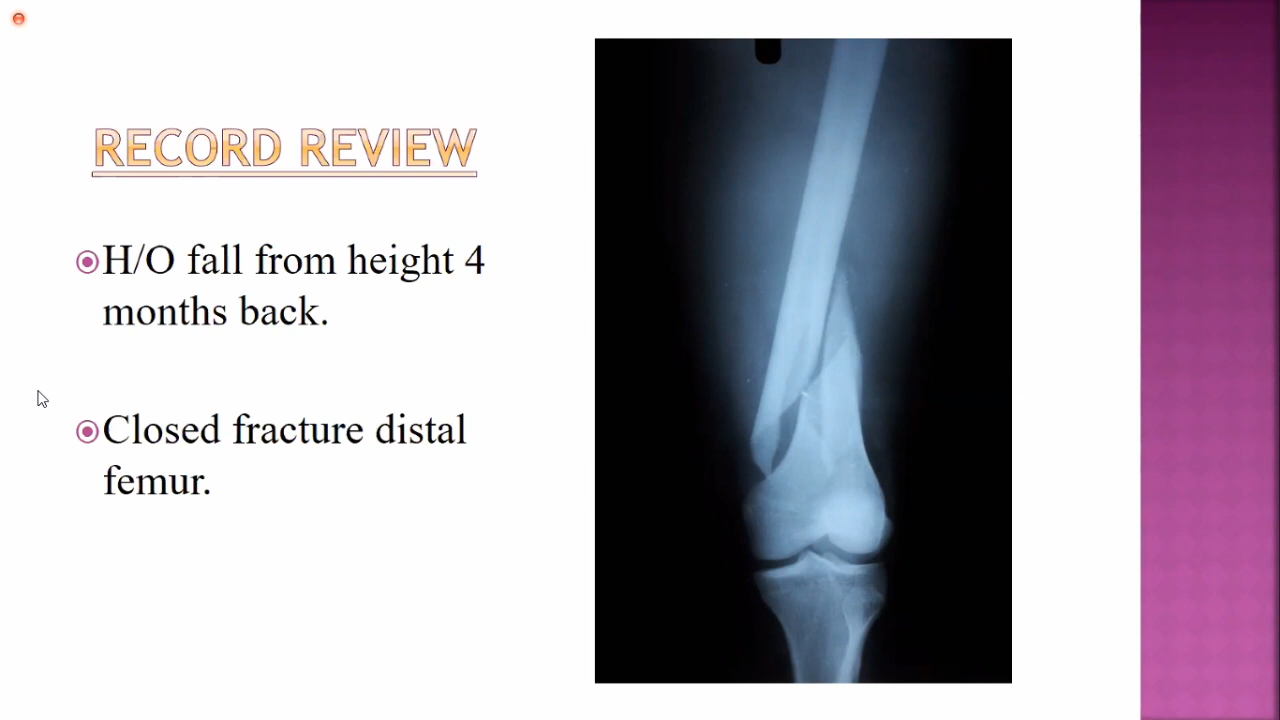 RECORD REVIEW
H/O fall from height 4
months back.
Closed fracture distal
femur.